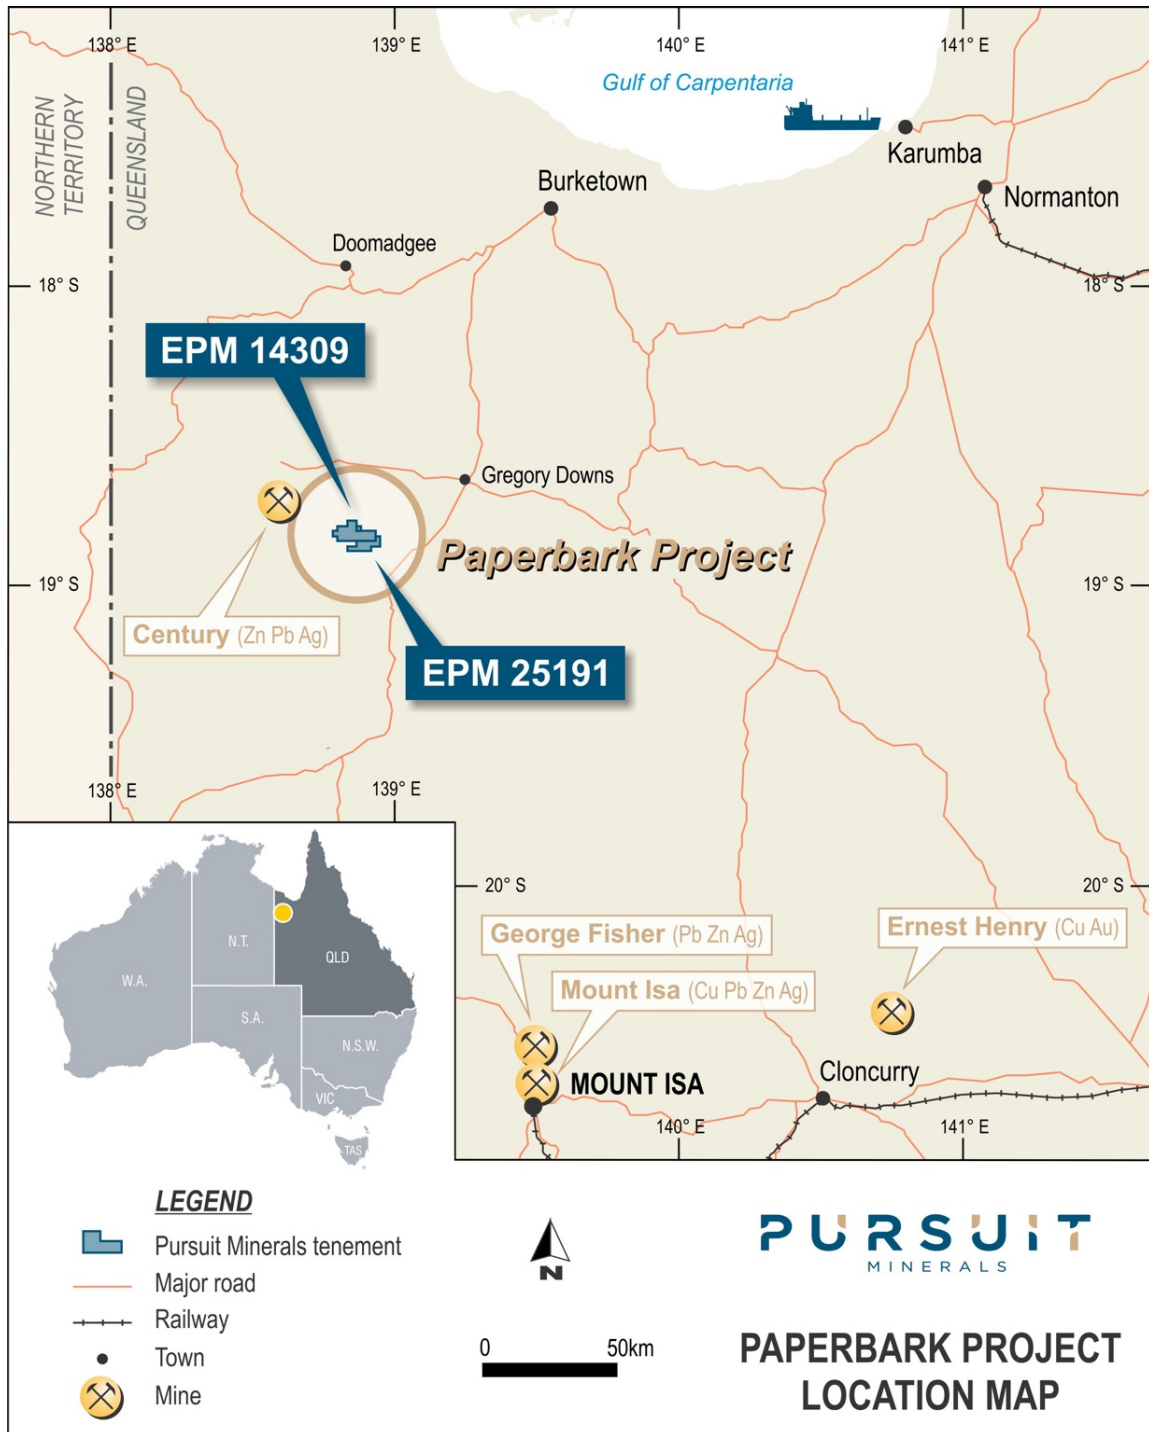 138° E
139° E
140° E
141° E
Gulf of Carpentaria
NORTHERN
TERRITORY
QUEENSLAND
Karumba
Burketown
Normanton
Doomadgee
18° S
18° S
EPM 14309
Gregory Downs
Paperbark Project
19° S
19° S
Century (Zn Pb Ag)
EPM 25191
138° E
139° E
20° S
20° S
George Fisher (Pb Zn Ag)
Ernest Henry (Cu Au)
Mount Isa (Cu Pb Zn Ag)
MOUNT ISA
Cloncurry
140° E
141° E
N.T.
QLD
W.A.
S.A.
N.S.W.
VIC
TAS
LEGEND
Pursuit Minerals tenement
Major road
Railway
Town
Mine
N
0 50km
PURSUIT
MINERALS
PAPERBARK PROJECT
LOCATION MAP